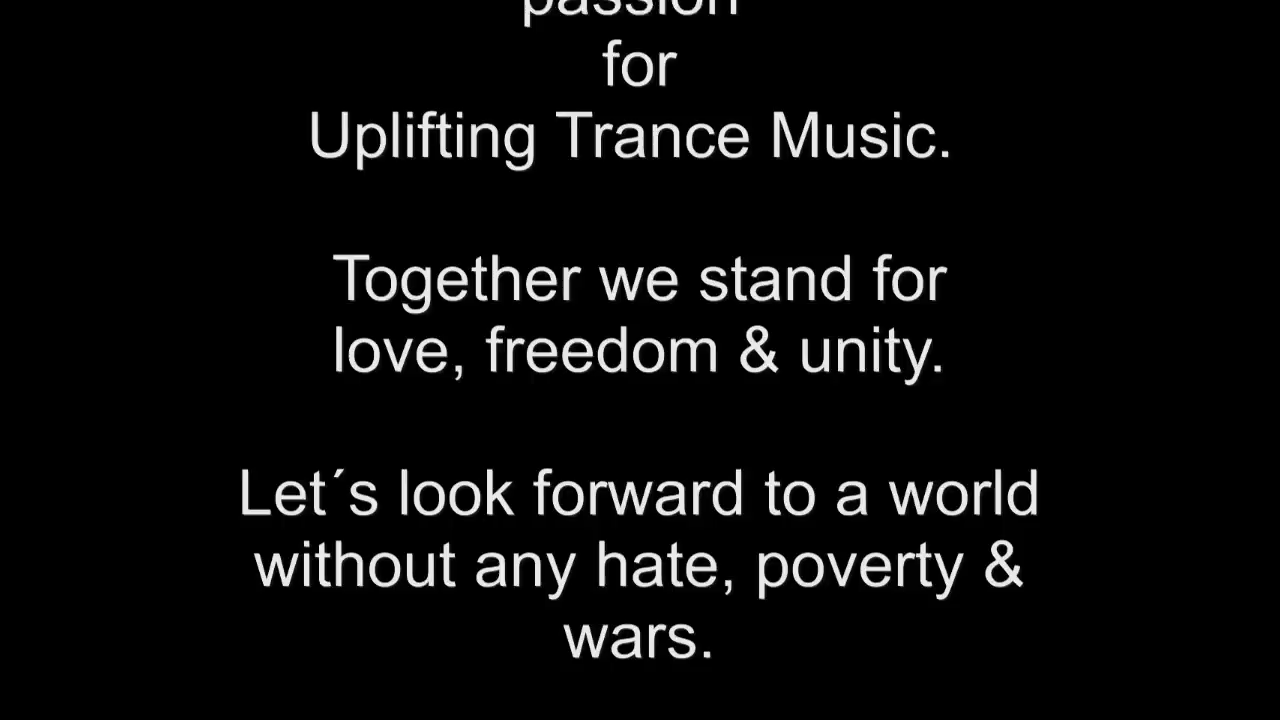 passion
for
Uplifting Trance Music.
Together we stand for
love, freedom & unity.
Let´s look forward to a world
without any hate, poverty &
wars.